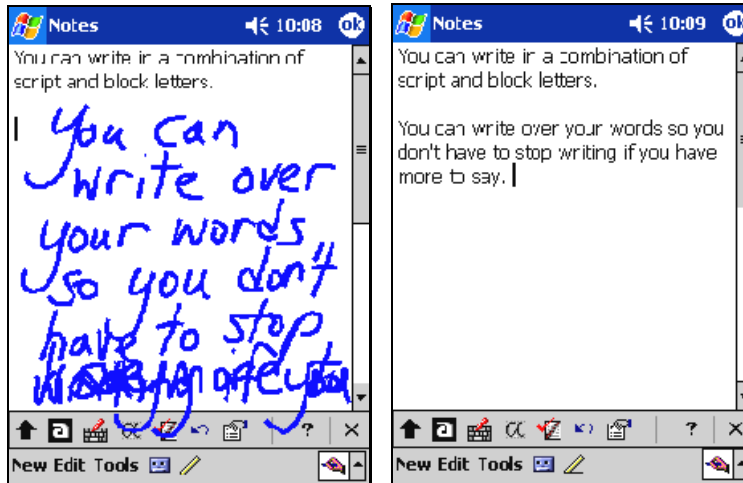 Notes 10:08 ok
You can write in a combination of
script and block letters.
You can
write over
your words
so you don't
have to stop
New Edit Tools
Notes 10:09 ok
You can write in a combination of
script and block letters.
You can write over your words so you
don't have to stop writing if you have
more to say.
New Edit Tools